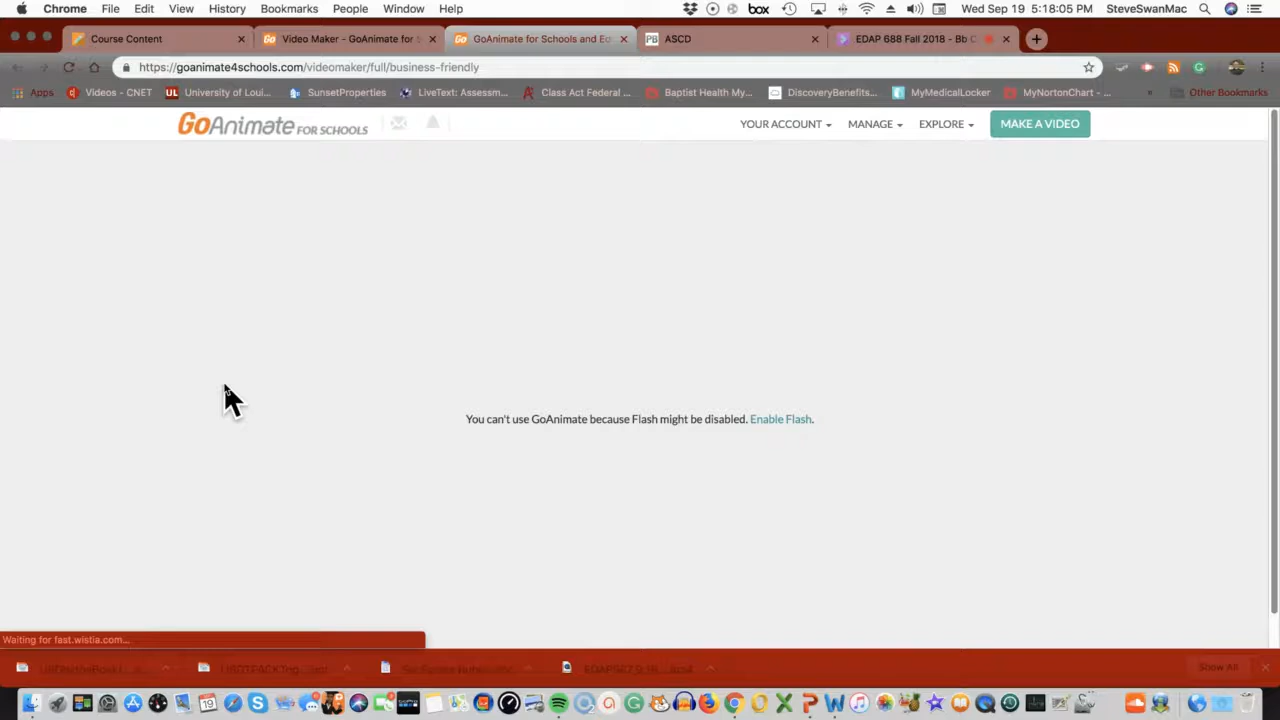 Chrome File Edit View History Bookmarks People Window Help box Wed Sep 19 5:18:05 PM SteveSwanMac
Course Content Video Maker - GoAnimate for GoAnimate for Schools and Ed PB ASCD EDAP 688 Fall 2018 - Bb C
https://goanimate4schools.com/videomaker/full/business-friendly
Apps Videos - CNET UL University of Loui... SunsetProperties LiveText: Assessm... Class Act Federal ... Baptist Health My... DiscoveryBenefits... MyMedicalLocker MyNortonChart - ... Other Bookmarks
GoAnimate FOR SCHOOLS YOUR ACCOUNT MANAGE EXPLORE MAKE A VIDEO
You can't use GoAnimate because Flash might be disabled. Enable Flash.
Waiting for fast.wistia.com...
Show All